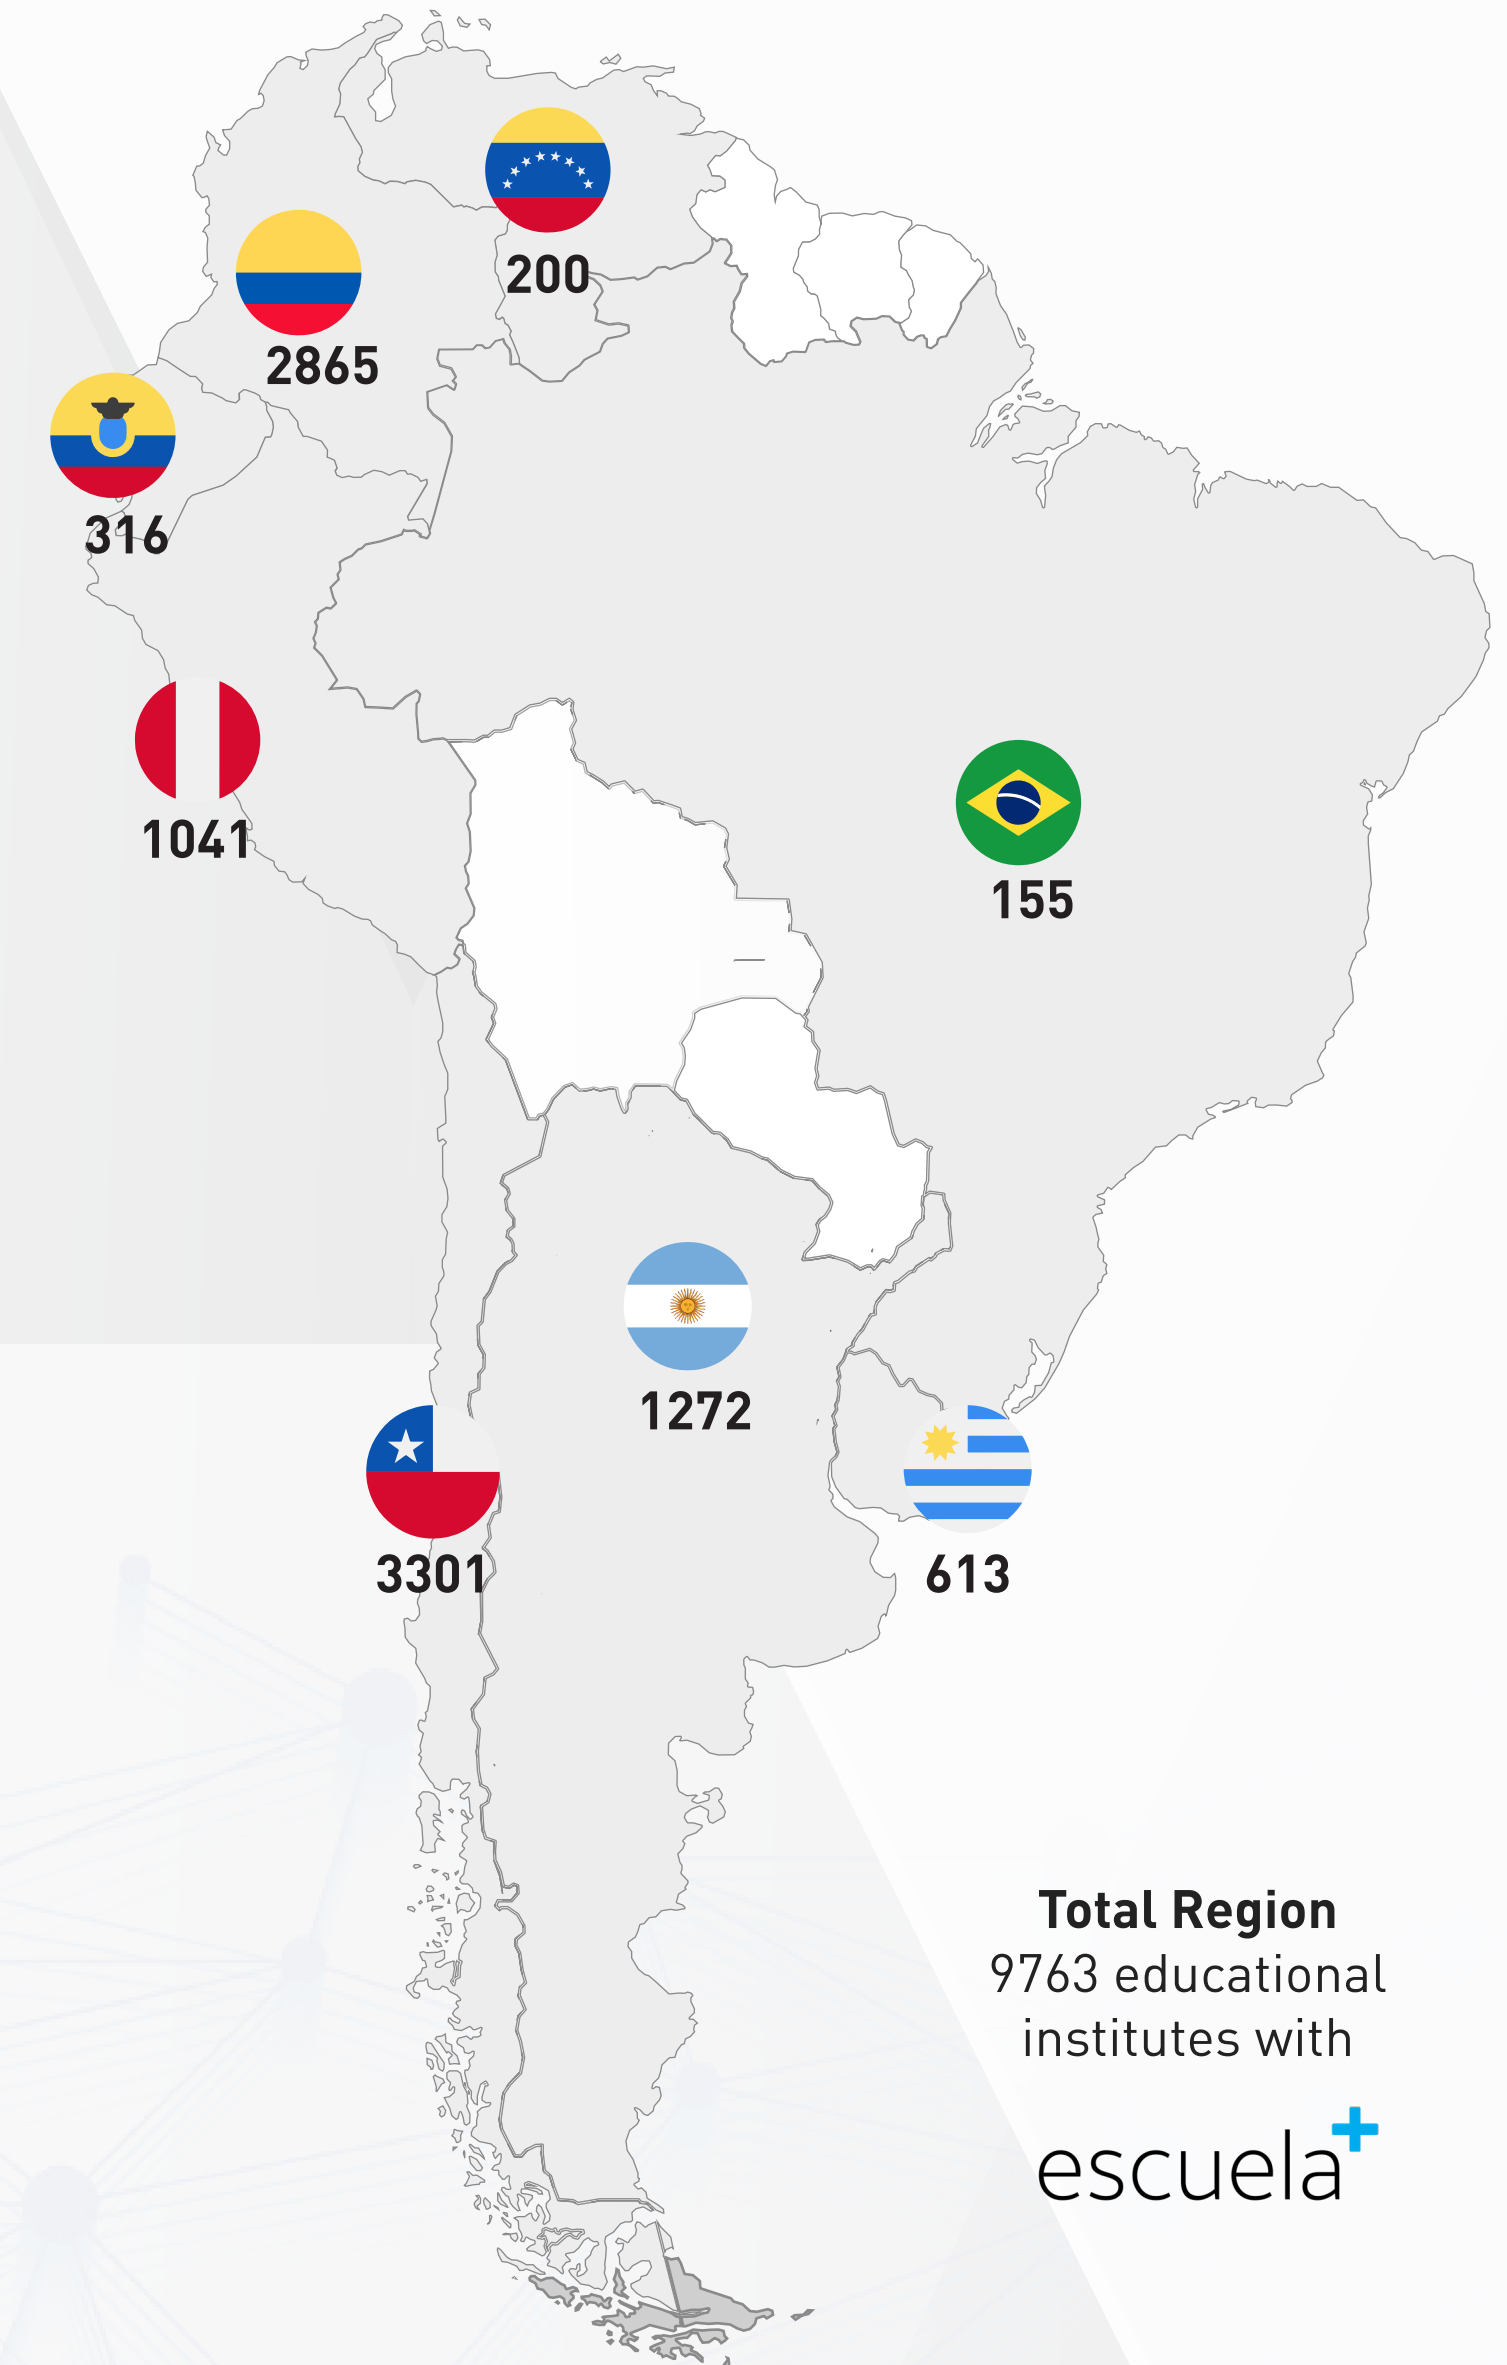 200
2865
316
1041
155
1272
3301
613
Total Region
9763 educational
institutes with
escuela+